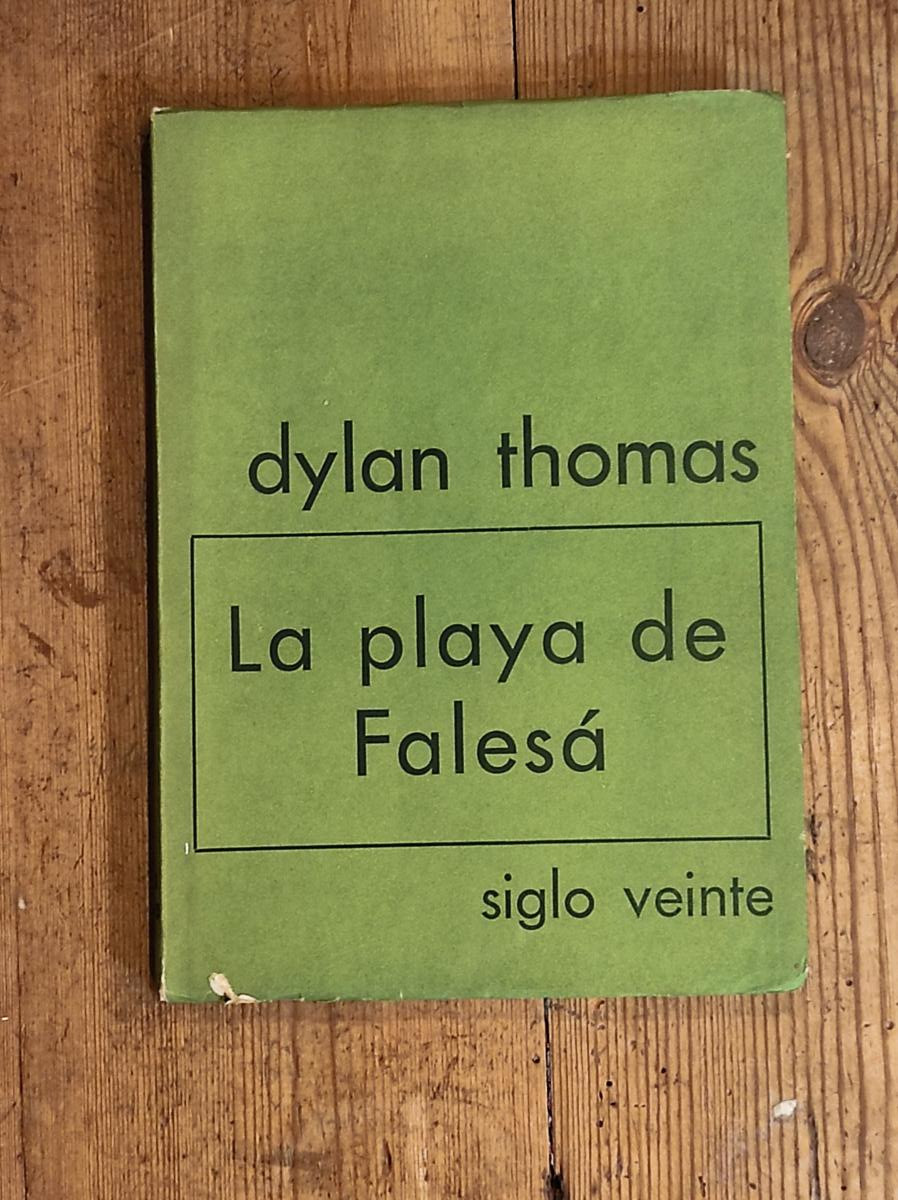 dylan thomas
La playa de
Falesá
siglo veinte